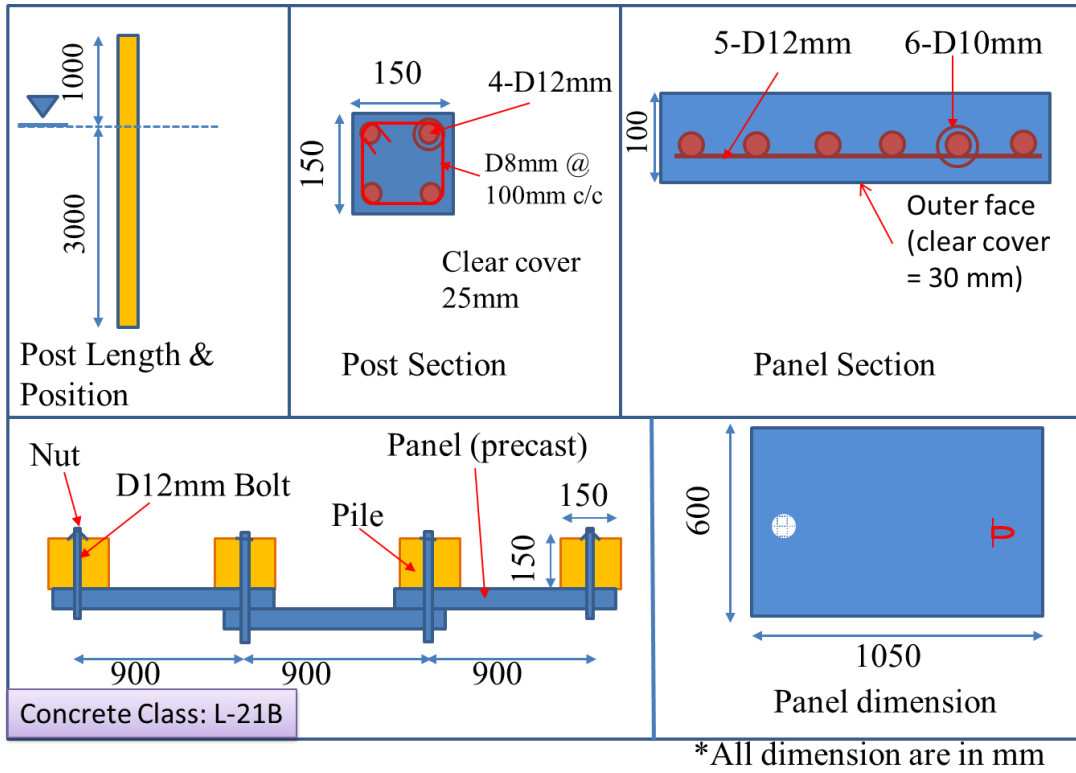 1000
3000
Post Length &
Position
150
150
4-D12mm
D8mm @
100mm c/c
Clear cover
25mm
Post Section
5-D12mm
6-D10mm
100
Outer face
(clear cover
= 30 mm)
Panel Section
Nut
D12mm Bolt
Panel (precast)
Pile
150
150
900
900
900
Concrete Class: L-21B
600
1050
Panel dimension
*All dimension are in mm